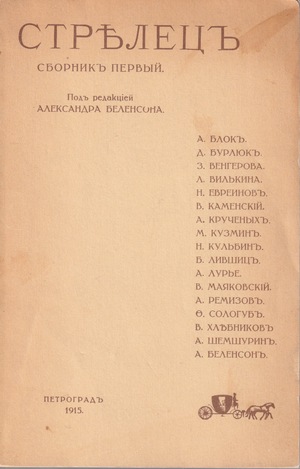 СТРѢЛЕЦЪ
СБОРНИКЪ ПЕРВЫЙ.
Подъ редакціей
АЛЕКСАНДРА БЕЛЕНСОНА.
А. БЛОКЪ.
Д. БУРЛЮКЪ.
З. ВЕНГЕРОВА.
Л. ВИЛЬКИНА.
Н. ЕВРЕИНОВЪ.
В. КАМЕНСКІЙ.
А. КРУЧЕНЫХЪ.
М. КУЗМИНЪ.
Н. КУЛЬБИНЪ.
Б. ЛИВШИЦЪ.
А. ЛУРЬЕ.
В. МАЯКОВСКІЙ.
А. РЕМИЗОВЪ.
Ѳ. СОЛОГУБЪ.
В. ХЛѢБНИКОВЪ
А. ШЕМШУРИНЪ.
А. БЕЛЕНСОНЪ.
ПЕТРОГРАДЪ
1915.